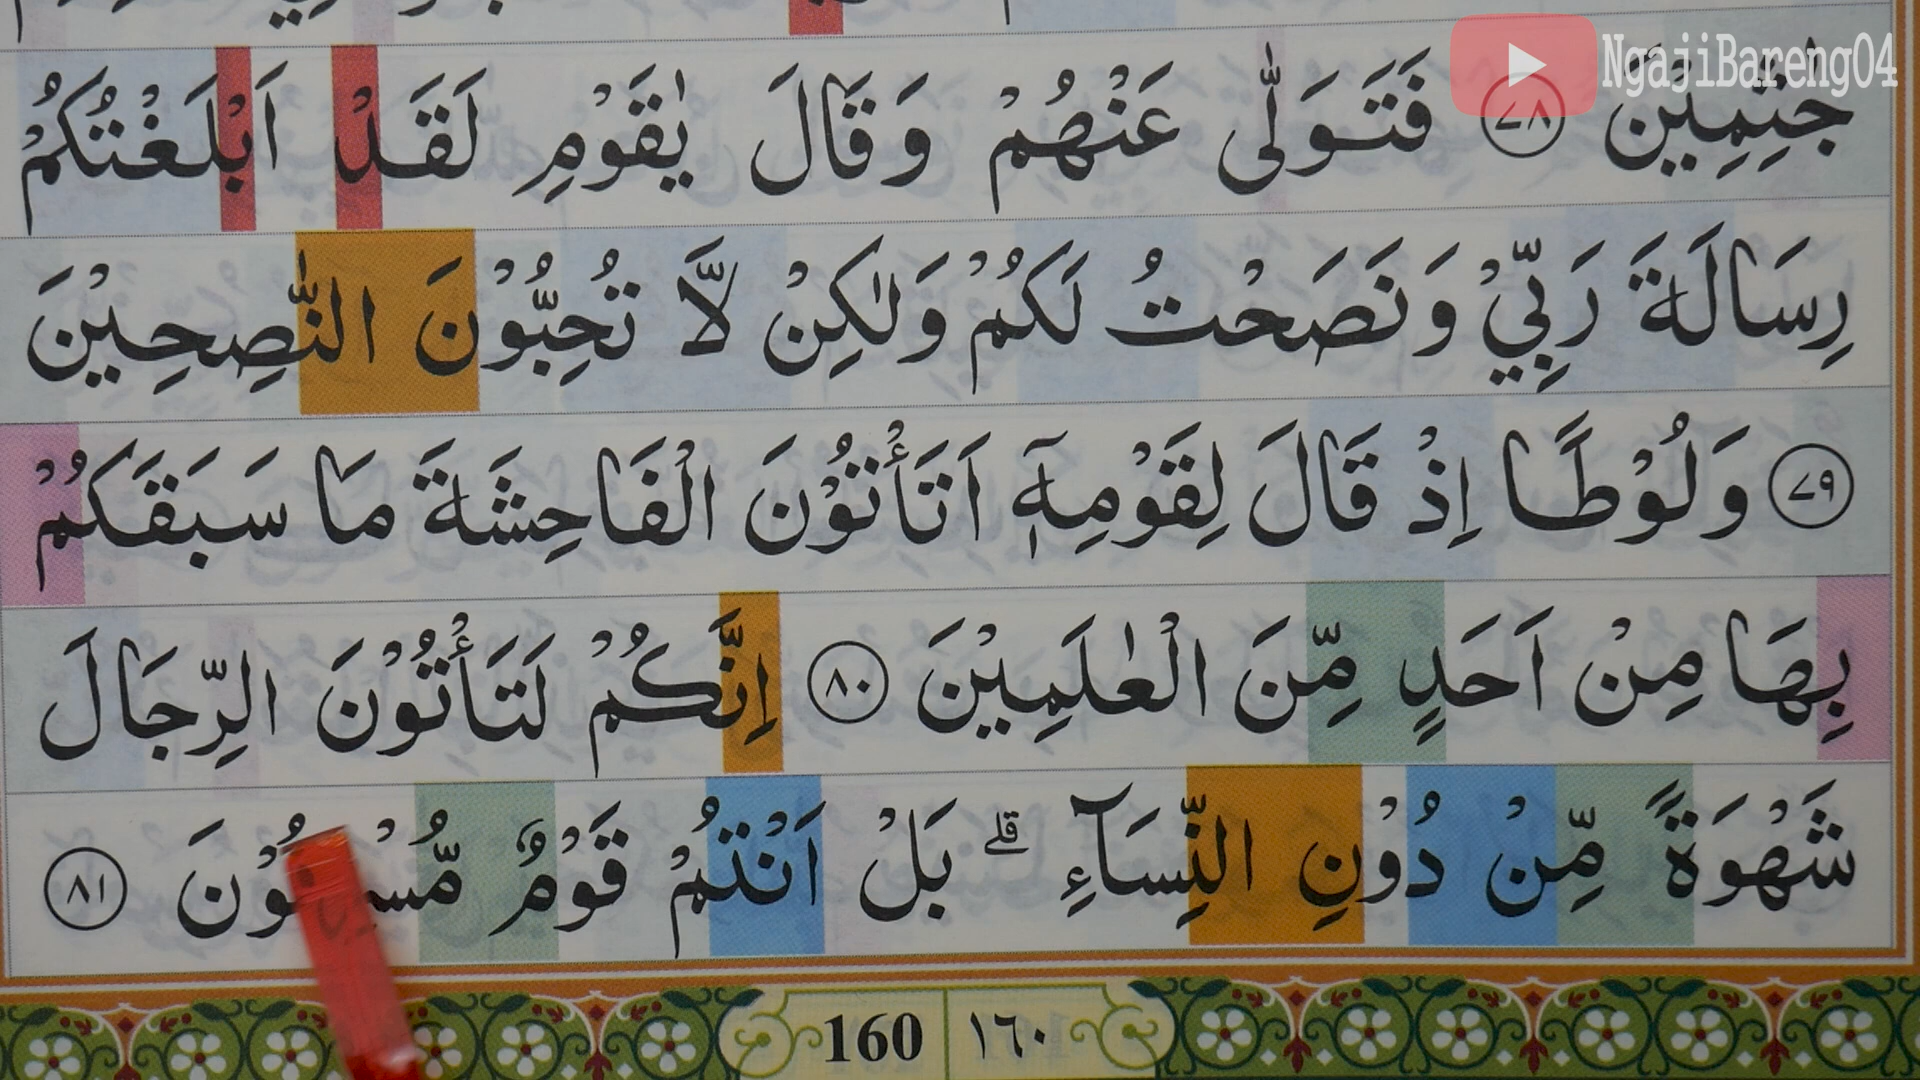 NgajiBareng04
جٰثِمِيْنَ ٧٨ فَتَوَلّٰى عَنْهُمْ وَقَالَ يٰقَوْمِ لَقَدْ اَبْلَغْتُكُمْ
رِسَالَةَ رَبِّيْ وَنَصَحْتُ لَكُمْ وَلٰكِنْ لَّا تُحِبُّوْنَ النّٰصِحِيْنَ
٧٩ وَلُوْطًا اِذْ قَالَ لِقَوْمِهٖٓ اَتَأْتُوْنَ الْفَاحِشَةَ مَا سَبَقَكُمْ
بِهَا مِنْ اَحَدٍ مِّنَ الْعٰلَمِيْنَ ٨٠ اِنَّكُمْ لَتَأْتُوْنَ الرِّجَالَ
شَهْوَةً مِّنْ دُوْنِ النِّسَاۤءِ ۗ بَلْ اَنْتُمْ قَوْمٌ ٨١
160 ١٦٠